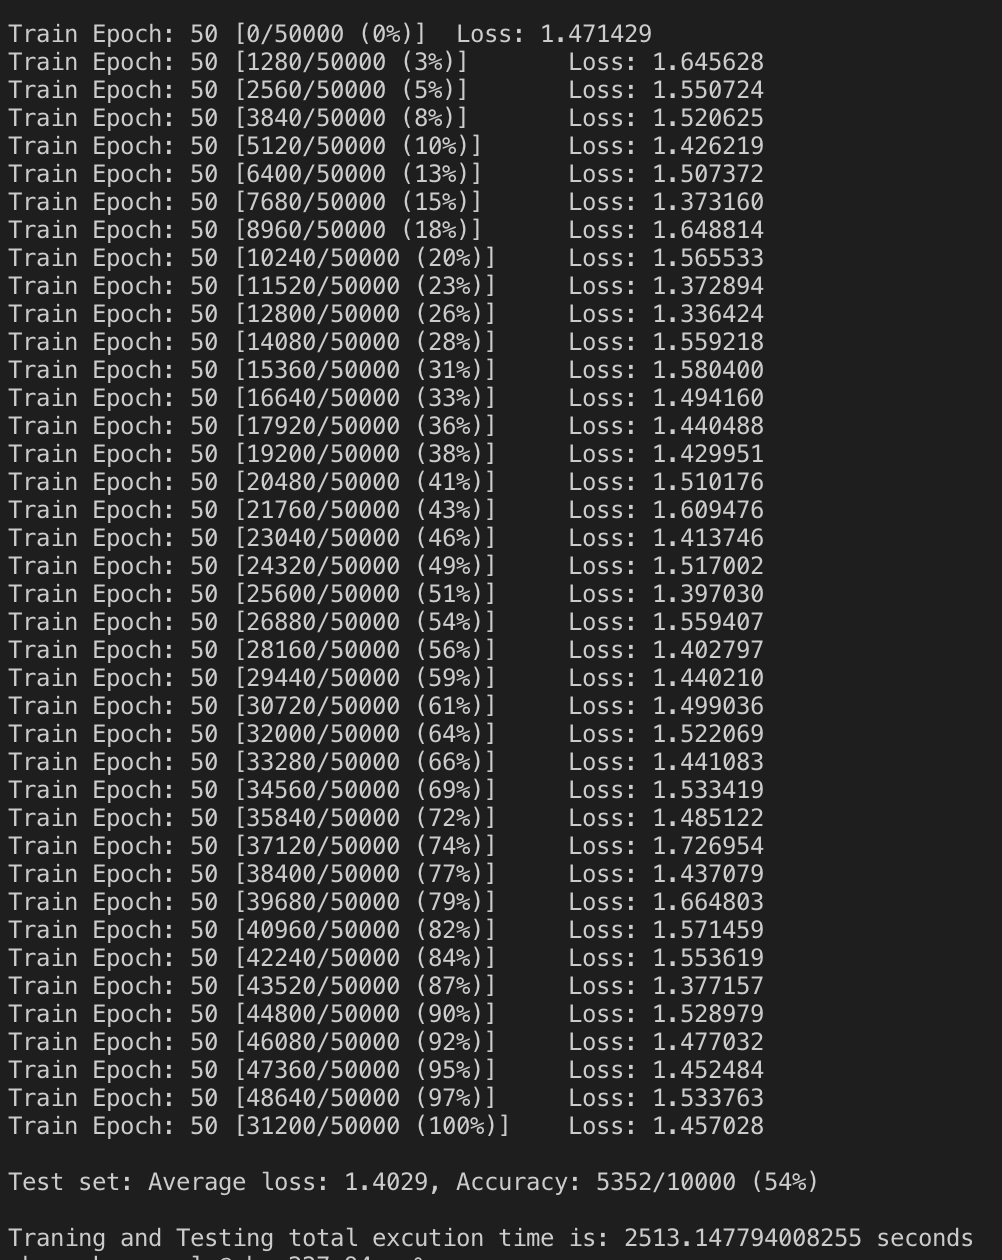 Train Epoch: 50 [0/50000 (0%)] Loss: 1.471429
Train Epoch: 50 [1280/50000 (3%)] Loss: 1.645628
Train Epoch: 50 [2560/50000 (5%)] Loss: 1.550724
Train Epoch: 50 [3840/50000 (8%)] Loss: 1.520625
Train Epoch: 50 [5120/50000 (10%)] Loss: 1.426219
Train Epoch: 50 [6400/50000 (13%)] Loss: 1.507372
Train Epoch: 50 [7680/50000 (15%)] Loss: 1.373160
Train Epoch: 50 [8960/50000 (18%)] Loss: 1.648814
Train Epoch: 50 [10240/50000 (20%)] Loss: 1.565533
Train Epoch: 50 [11520/50000 (23%)] Loss: 1.372894
Train Epoch: 50 [12800/50000 (26%)] Loss: 1.336424
Train Epoch: 50 [14080/50000 (28%)] Loss: 1.559218
Train Epoch: 50 [15360/50000 (31%)] Loss: 1.580400
Train Epoch: 50 [16640/50000 (33%)] Loss: 1.494160
Train Epoch: 50 [17920/50000 (36%)] Loss: 1.440488
Train Epoch: 50 [19200/50000 (38%)] Loss: 1.429951
Train Epoch: 50 [20480/50000 (41%)] Loss: 1.510176
Train Epoch: 50 [21760/50000 (43%)] Loss: 1.609476
Train Epoch: 50 [23040/50000 (46%)] Loss: 1.413746
Train Epoch: 50 [24320/50000 (49%)] Loss: 1.517002
Train Epoch: 50 [25600/50000 (51%)] Loss: 1.397030
Train Epoch: 50 [26880/50000 (54%)] Loss: 1.559407
Train Epoch: 50 [28160/50000 (56%)] Loss: 1.402797
Train Epoch: 50 [29440/50000 (59%)] Loss: 1.440210
Train Epoch: 50 [30720/50000 (61%)] Loss: 1.499036
Train Epoch: 50 [32000/50000 (64%)] Loss: 1.522069
Train Epoch: 50 [33280/50000 (66%)] Loss: 1.441083
Train Epoch: 50 [34560/50000 (69%)] Loss: 1.533419
Train Epoch: 50 [35840/50000 (72%)] Loss: 1.485122
Train Epoch: 50 [37120/50000 (74%)] Loss: 1.726954
Train Epoch: 50 [38400/50000 (77%)] Loss: 1.437079
Train Epoch: 50 [39680/50000 (79%)] Loss: 1.664803
Train Epoch: 50 [40960/50000 (82%)] Loss: 1.571459
Train Epoch: 50 [42240/50000 (84%)] Loss: 1.553619
Train Epoch: 50 [43520/50000 (87%)] Loss: 1.377157
Train Epoch: 50 [44800/50000 (90%)] Loss: 1.528979
Train Epoch: 50 [46080/50000 (92%)] Loss: 1.477032
Train Epoch: 50 [47360/50000 (95%)] Loss: 1.452484
Train Epoch: 50 [48640/50000 (97%)] Loss: 1.533763
Train Epoch: 50 [31200/50000 (100%)] Loss: 1.457028
Test set: Average loss: 1.4029, Accuracy: 5352/10000 (54%)
Traning and Testing total excution time is: 2513.147794008255 seconds